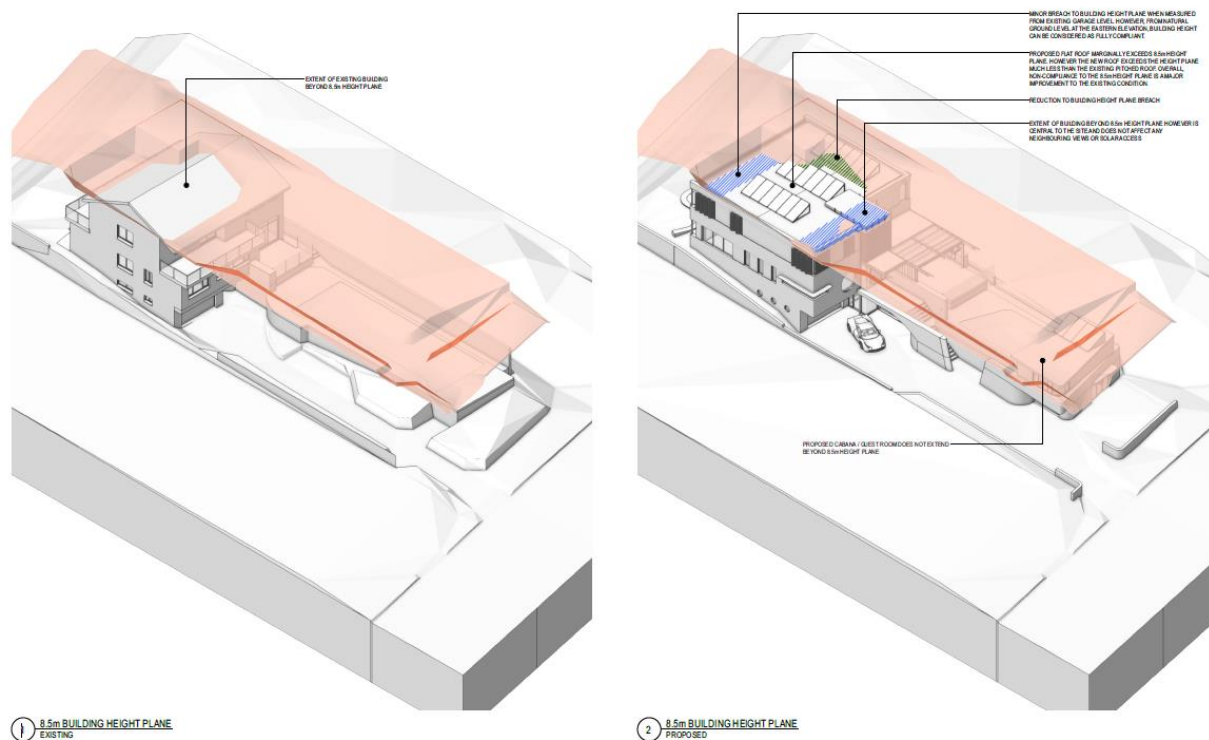 EXTENT OF EXISTING BUILDING
BEYOND 8.5m HEIGHT PLANE
1
8.5m BUILDING HEIGHT PLANE
EXISTING
MINOR BREACH TO BUILDING HEIGHT PLANE WHEN MEASURED
FROM EXISTING GARAGE LEVEL. HOWEVER, FROM NATURAL
GROUND LEVEL AT THE EASTERN ELEVATION, BUILDING HEIGHT
CAN BE CONSIDERED AS FULLY COMPLIANT.
PROPOSED FLAT ROOF MARGINALLY EXCEEDS 8.5m HEIGHT
PLANE. HOWEVER THE NEW ROOF EXCEEDS THE HEIGHT PLANE
MUCH LESS THAN THE EXISTING PITCHED ROOF. OVERALL,
NON-COMPLIANCE TO THE 8.5m HEIGHT PLANE IS A MAJOR
IMPROVEMENT TO THE EXISTING CONDITION
REDUCTION TO BUILDING HEIGHT PLANE BREACH
EXTENT OF BUILDING BEYOND 8.5m HEIGHT PLANE HOWEVER IS
CENTRAL TO THE SITE AND DOES NOT AFFECT ANY
NEIGHBOURING VIEWS OR SOLAR ACCESS
PROPOSED CABANA / GUEST ROOM DOES NOT EXTEND
BEYOND 8.5m HEIGHT PLANE
2
8.5m BUILDING HEIGHT PLANE
PROPOSED